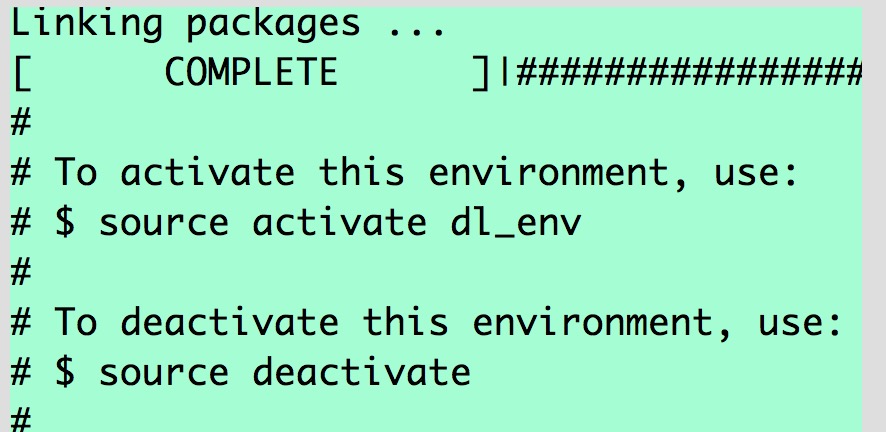 Linking packages ...
[      COMPLETE      ]|################
#
# To activate this environment, use:
# $ source activate dl_env
#
# To deactivate this environment, use:
# $ source deactivate
#